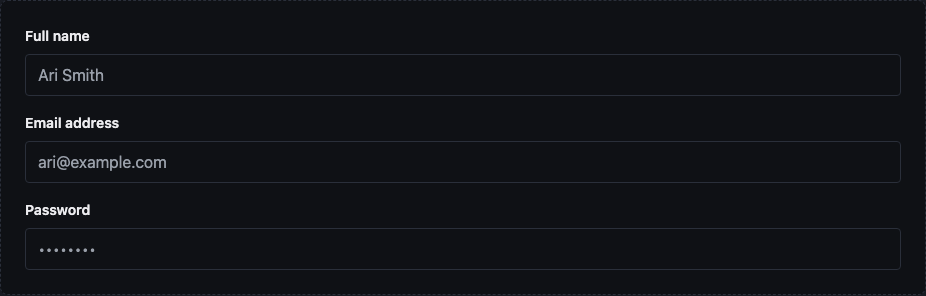 Full name
Ari Smith
Email address
ari@example.com
Password
••••••••